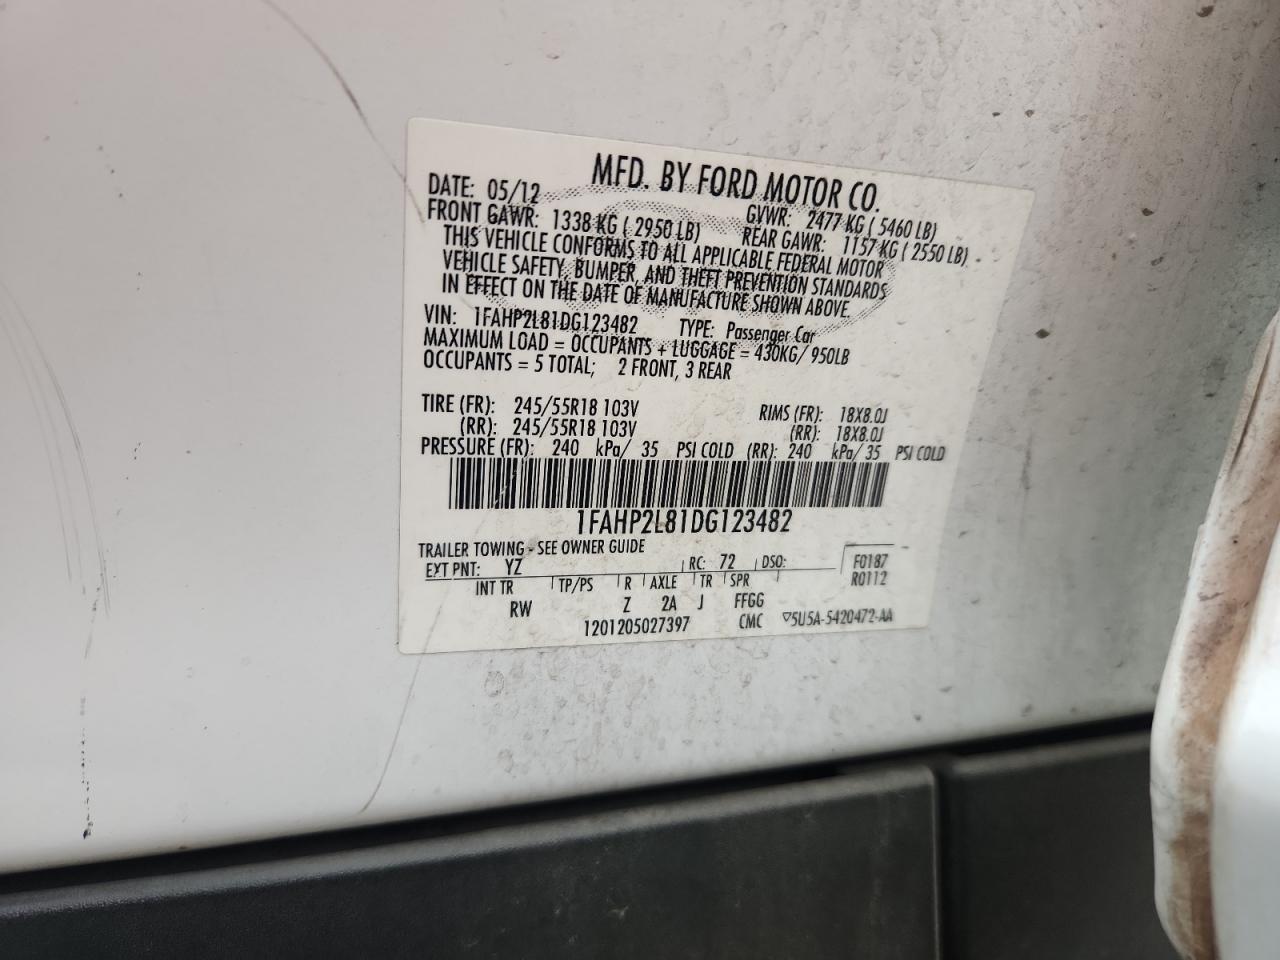 MFD. BY FORD MOTOR CO.
DATE: 05/12 GVWR: 2477 KG ( 5460 LB)
FRONT GAWR: 1338 KG ( 2950 LB) REAR GAWR: 1157 KG ( 2550 LB)
THIS VEHICLE CONFORMS TO ALL APPLICABLE FEDERAL MOTOR
VEHICLE SAFETY, BUMPER, AND THEFT PREVENTION STANDARDS
IN EFFECT ON THE DATE OF MANUFACTURE SHOWN ABOVE.
VIN: 1FAHP2L81DG123482 TYPE: Passenger Car
MAXIMUM LOAD = OCCUPANTS + LUGGAGE = 430KG/ 950LB
OCCUPANTS = 5 TOTAL; 2 FRONT, 3 REAR
TIRE (FR): 245/55R18 103V RIMS (FR): 18X8.0J
(RR): 245/55R18 103V (RR): 18X8.0J
PRESSURE (FR): 240 kPa/ 35 PSI COLD (RR): 240 kPa/ 35 PSI COLD
1FAHP2L81DG123482
TRAILER TOWING - SEE OWNER GUIDE
EXT PNT: YZ RC: 72 DSO: F0187
INT TR TP/PS R AXLE TR SPR R0112
RW Z 2A J FFGG
1201205027397 CMC ▽5U5A-5420472-AA